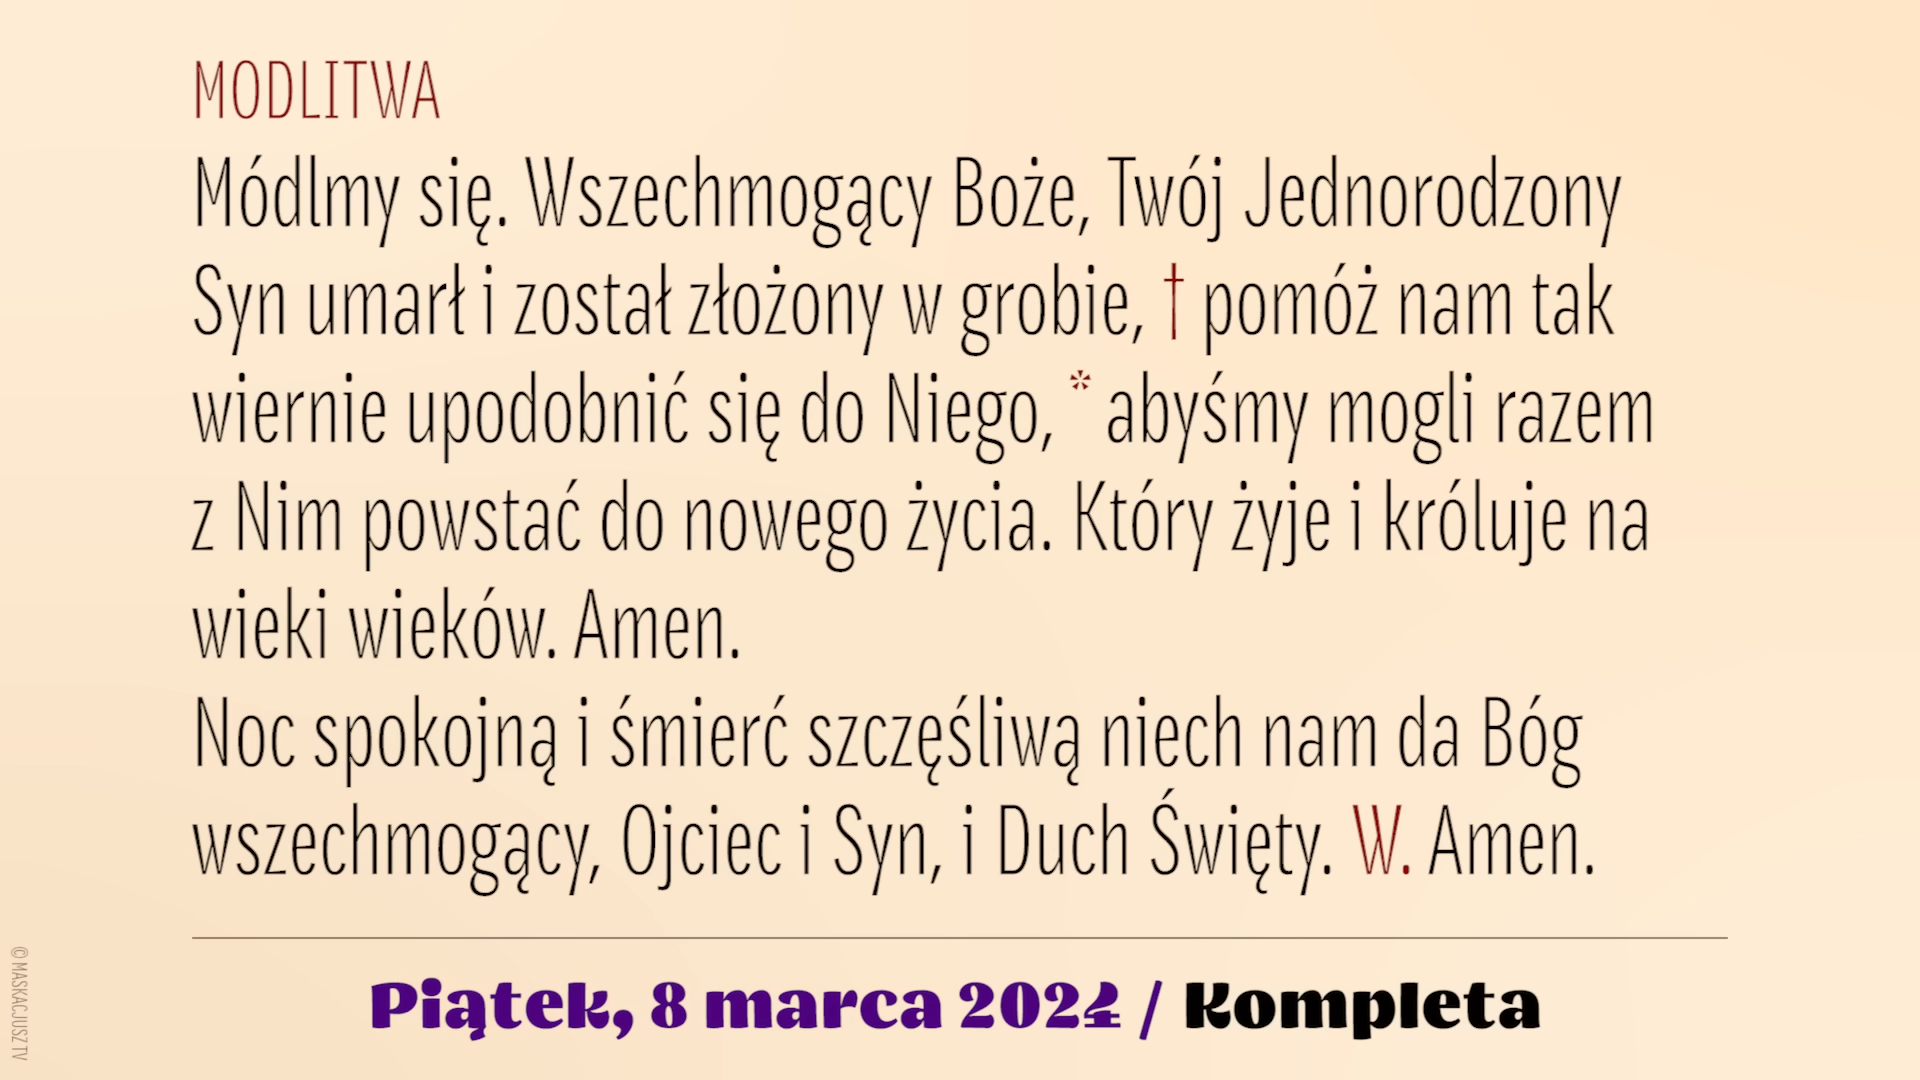 MODLITWA
Módlmy się. Wszechmogący Boże, Twój Jednorodzony
Syn umarł i został złożony w grobie, † pomóż nam tak
wiernie upodobnić się do Niego, * abyśmy mogli razem
z Nim powstać do nowego życia. Który żyje i króluje na
wieki wieków. Amen.
Noc spokojną i śmierć szczęśliwą niech nam da Bóg
wszechmogący, Ojciec i Syn, i Duch Święty. W. Amen.
Piątek, 8 marca 2024 / Kompleta
© MASKACJUSZ TV